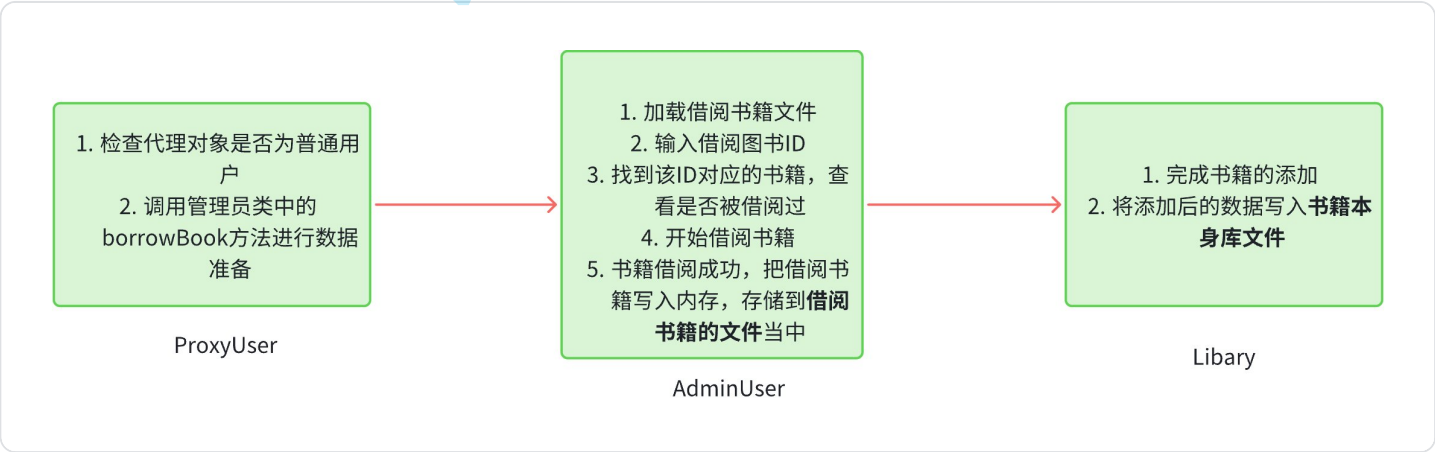 1. 检查代理对象是否为普通用
户
2. 调用管理员类中的
borrowBook方法进行数据
准备
ProxyUser
1. 加载借阅书籍文件
2. 输入借阅图书ID
3. 找到该ID对应的书籍，查
看是否被借阅过
4. 开始借阅书籍
5. 书籍借阅成功，把借阅书
籍写入内存，存储到借阅
书籍的文件当中
AdminUser
1. 完成书籍的添加
2. 将添加后的数据写入书籍本
身库文件
Libary